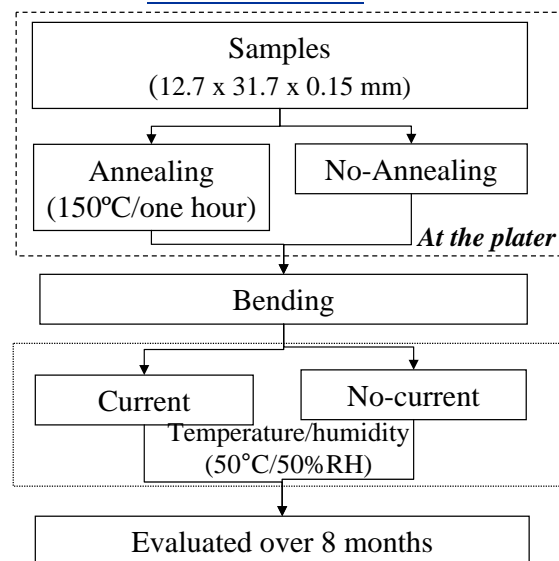 Samples
(12.7 x 31.7 x 0.15 mm)
Annealing
(150ºC/one hour)
No-Annealing
At the plater
Bending
Current
No-current
Temperature/humidity
(50°C/50%RH)
Evaluated over 8 months